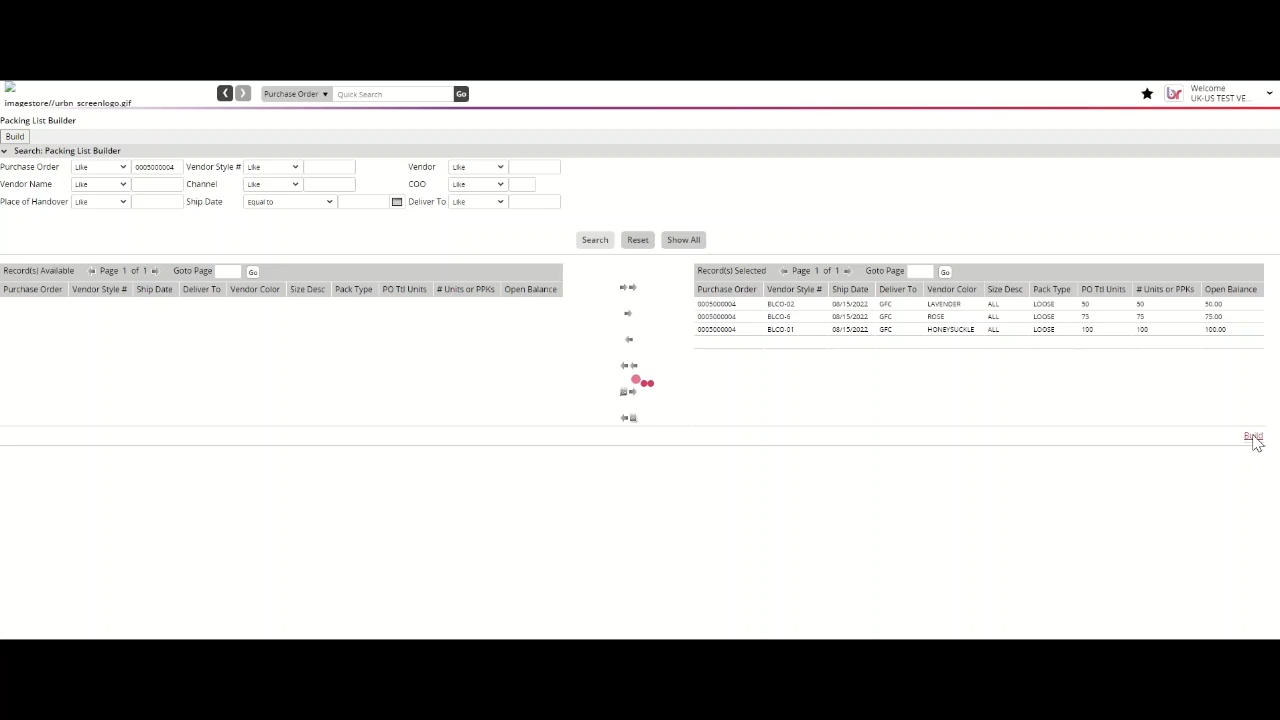 imagestore//urbn_screenlogo.gif
Purchase Order Quick Search Go
Welcome
UK-US TEST VE...
Packing List Builder
Build
Search: Packing List Builder
Purchase Order Like 0005000004 Vendor Style # Like Vendor Like
Vendor Name Like Channel Like COO Like
Place of Handover Like Ship Date Equal to Deliver To Like
Search Reset Show All
Record(s) Available Page 1 of 1 Goto Page Go
Purchase Order Vendor Style # Ship Date Deliver To Vendor Color Size Desc Pack Type PO Ttl Units # Units or PPKs Open Balance
Record(s) Selected Page 1 of 1 Goto Page Go
Purchase Order Vendor Style # Ship Date Deliver To Vendor Color Size Desc Pack Type PO Ttl Units # Units or PPKs Open Balance
0005000004 BLCO-02 08/15/2022 GFC LAVENDER ALL LOOSE 50 50 50.00
0005000004 BLCO-6 08/15/2022 GFC ROSE ALL LOOSE 75 75 75.00
0005000004 BLCO-01 08/15/2022 GFC HONEYSUCKLE ALL LOOSE 100 100 100.00
Build